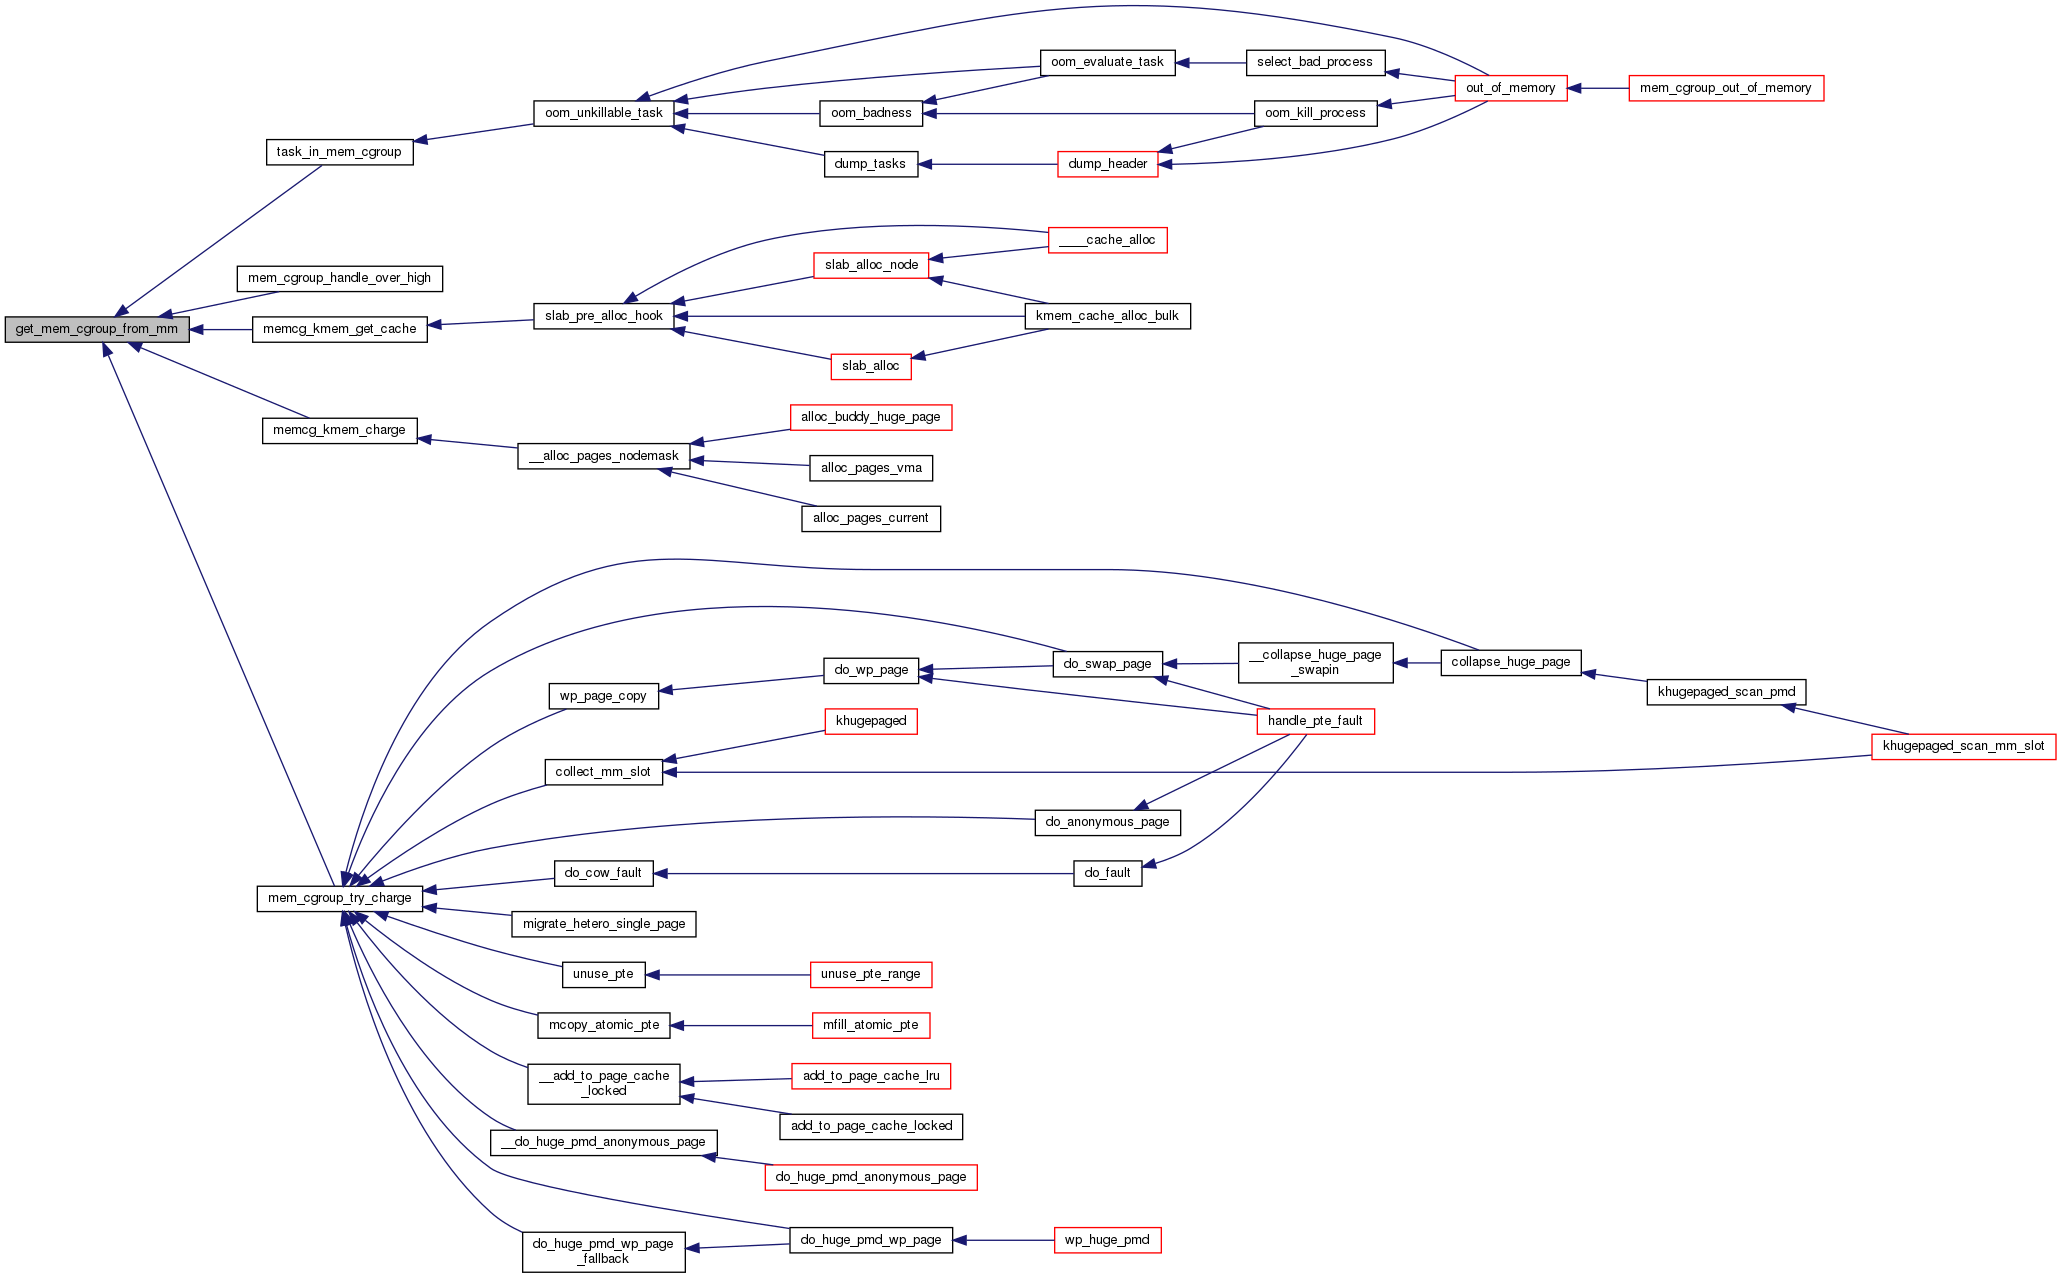 get_mem_cgroup_from_mm
task_in_mem_cgroup
oom_unkillable_task
oom_evaluate_task
select_bad_process
out_of_memory
mem_cgroup_out_of_memory
oom_badness
oom_kill_process
dump_tasks
dump_header
mem_cgroup_handle_over_high
memcg_kmem_get_cache
slab_pre_alloc_hook
____cache_alloc
slab_alloc_node
kmem_cache_alloc_bulk
slab_alloc
memcg_kmem_charge
__alloc_pages_nodemask
alloc_buddy_huge_page
alloc_pages_vma
alloc_pages_current
mem_cgroup_try_charge
wp_page_copy
do_wp_page
do_swap_page
__collapse_huge_page
_swapin
collapse_huge_page
khugepaged_scan_pmd
khugepaged_scan_mm_slot
handle_pte_fault
khugepaged
collect_mm_slot
do_anonymous_page
do_cow_fault
do_fault
migrate_hetero_single_page
unuse_pte
unuse_pte_range
mcopy_atomic_pte
mfill_atomic_pte
__add_to_page_cache
_locked
add_to_page_cache_lru
add_to_page_cache_locked
__do_huge_pmd_anonymous_page
do_huge_pmd_anonymous_page
do_huge_pmd_wp_page
_fallback
do_huge_pmd_wp_page
wp_huge_pmd